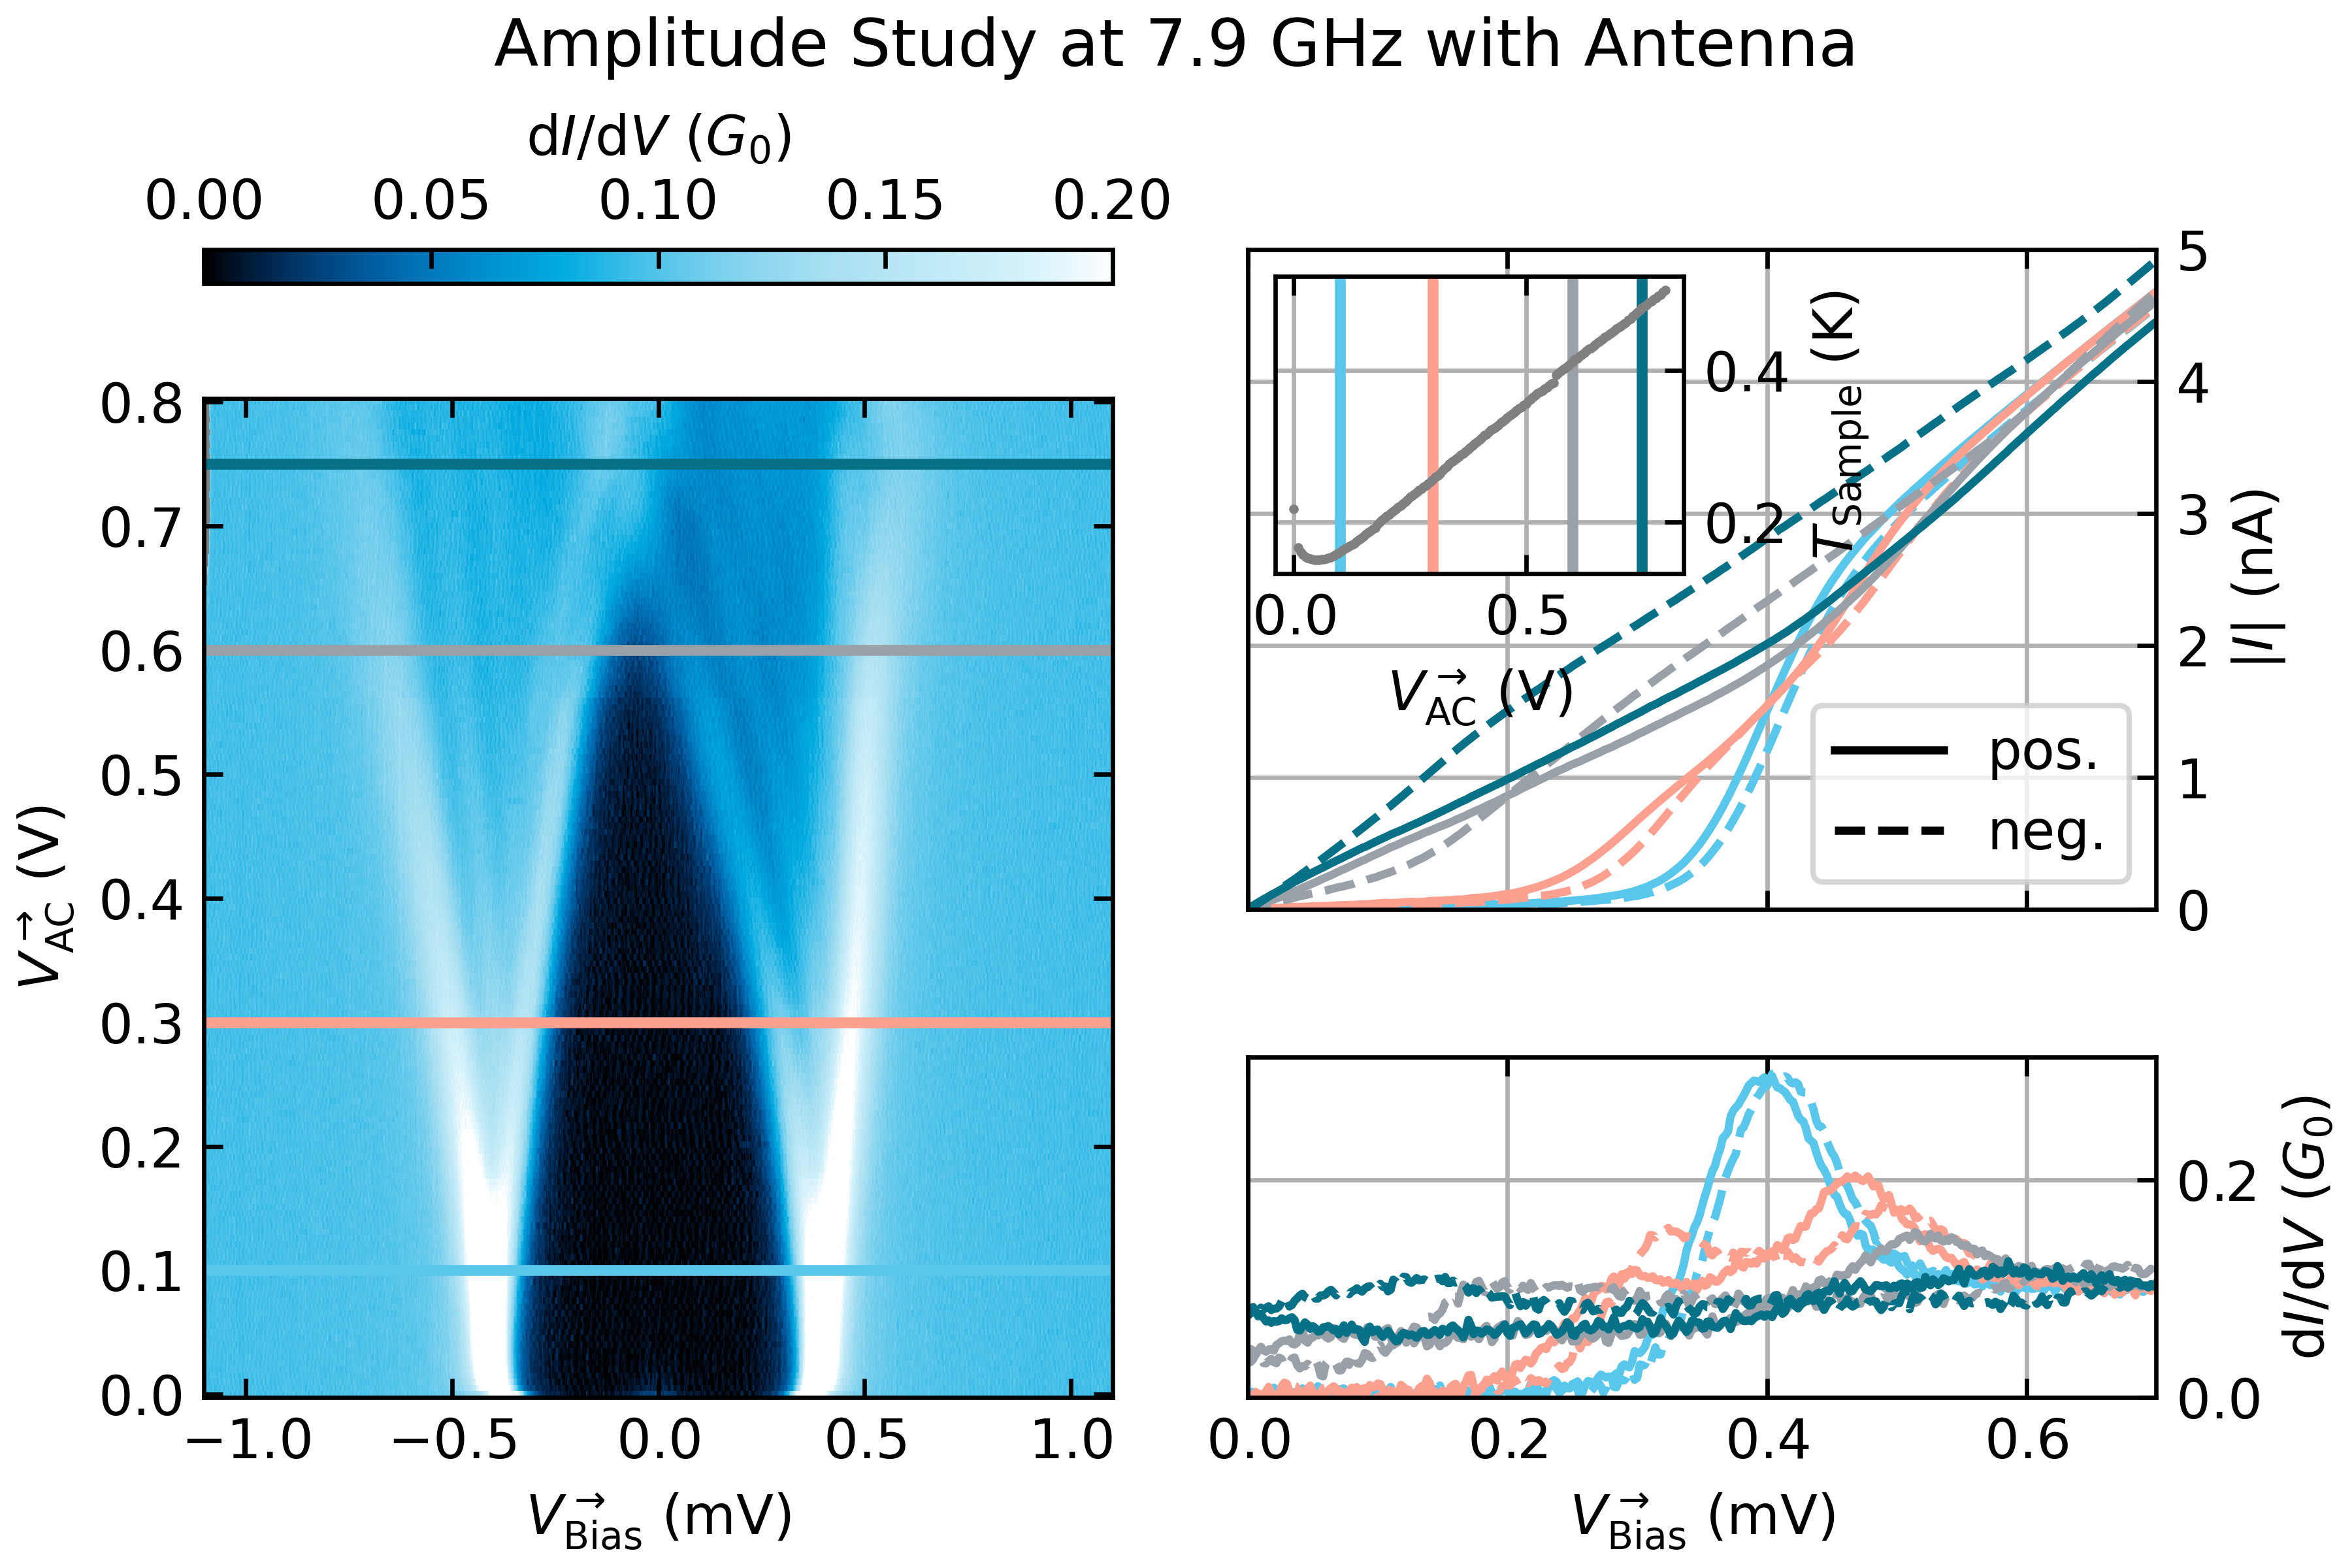 Amplitude Study at 7.9 GHz with Antenna
dI/dV (G₀)
0.00 0.05 0.10 0.15 0.20
0.8
0.7
0.6
0.5
0.4
0.3
0.2
0.1
0.0
V→AC (V)
−1.0 −0.5 0.0 0.5 1.0
V→Bias (mV)
0.4
0.2
TSample (K)
0.0 0.5
V→AC (V)
5
4
3
2
1
0
|I| (nA)
pos.
neg.
0.2
0.0
dI/dV (G₀)
0.0 0.2 0.4 0.6
V→Bias (mV)